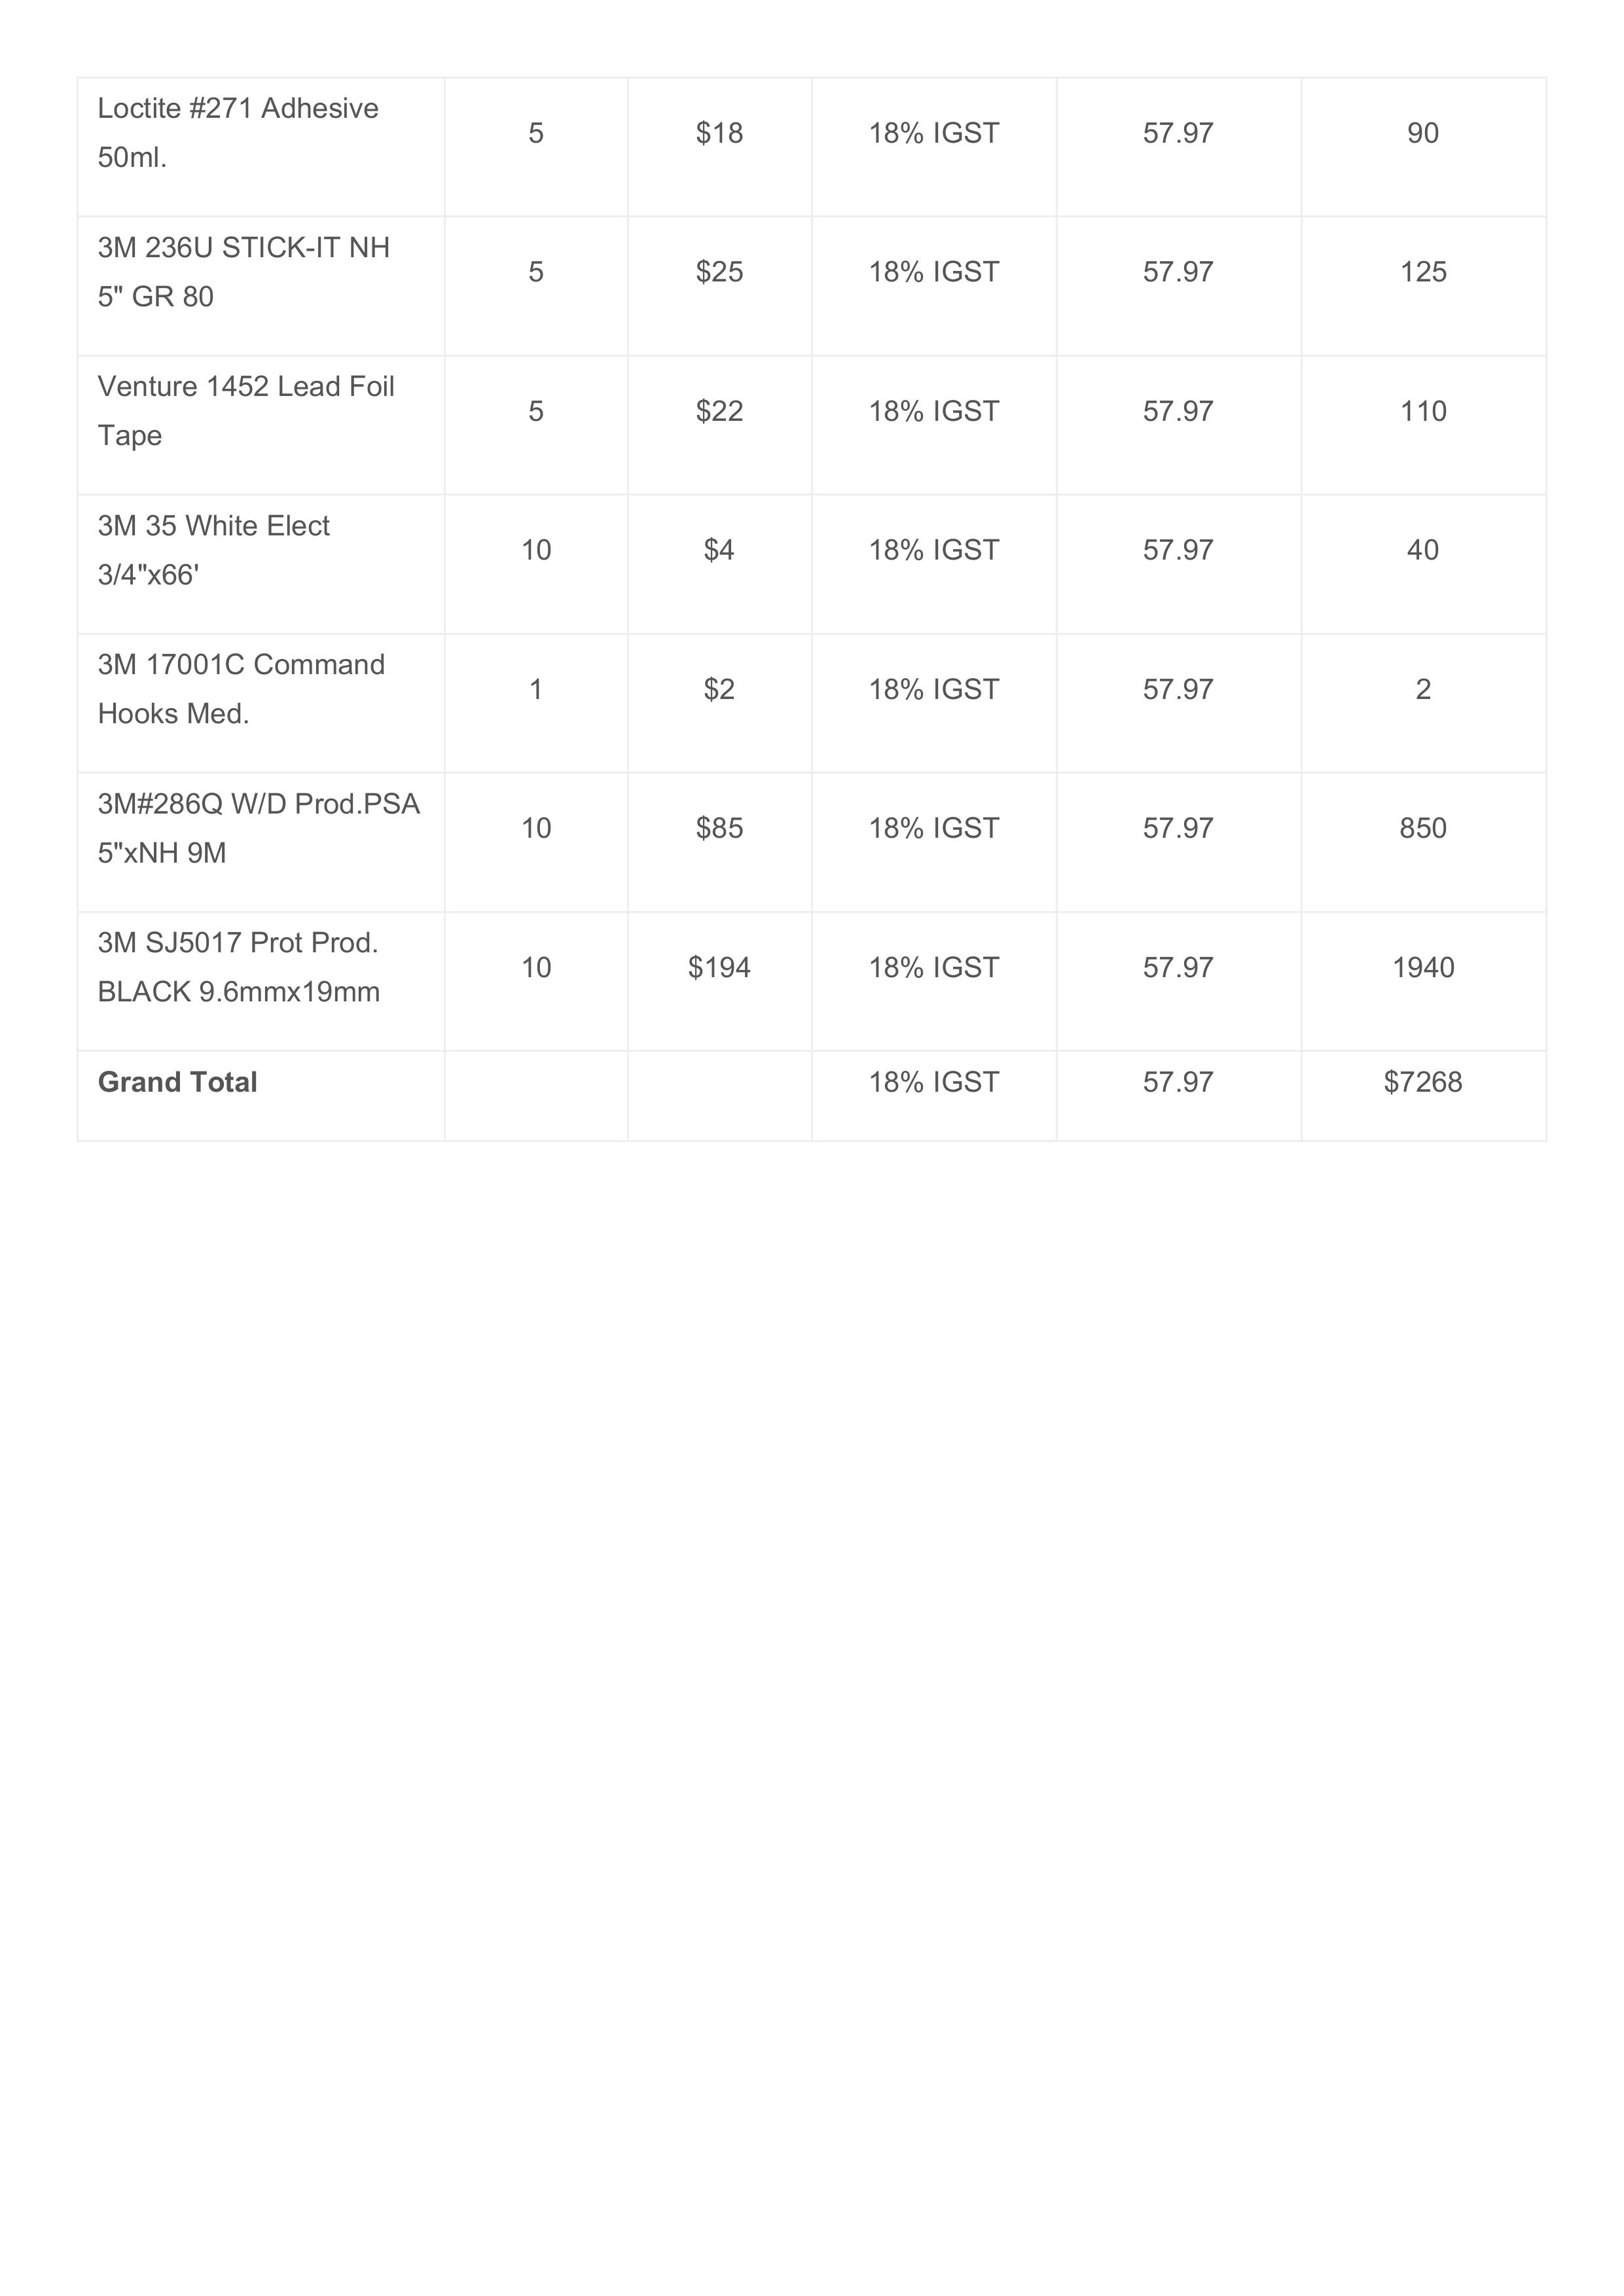 Loctite #271 Adhesive
50ml.
5 $18 18% IGST 57.97 90
3M 236U STICK-IT NH
5" GR 80
5 $25 18% IGST 57.97 125
Venture 1452 Lead Foil
Tape
5 $22 18% IGST 57.97 110
3M 35 White Elect
3/4"x66'
10 $4 18% IGST 57.97 40
3M 17001C Command
Hooks Med.
1 $2 18% IGST 57.97 2
3M#286Q W/D Prod.PSA
5"xNH 9M
10 $85 18% IGST 57.97 850
3M SJ5017 Prot Prod.
BLACK 9.6mmx19mm
10 $194 18% IGST 57.97 1940
Grand Total 18% IGST 57.97 $7268